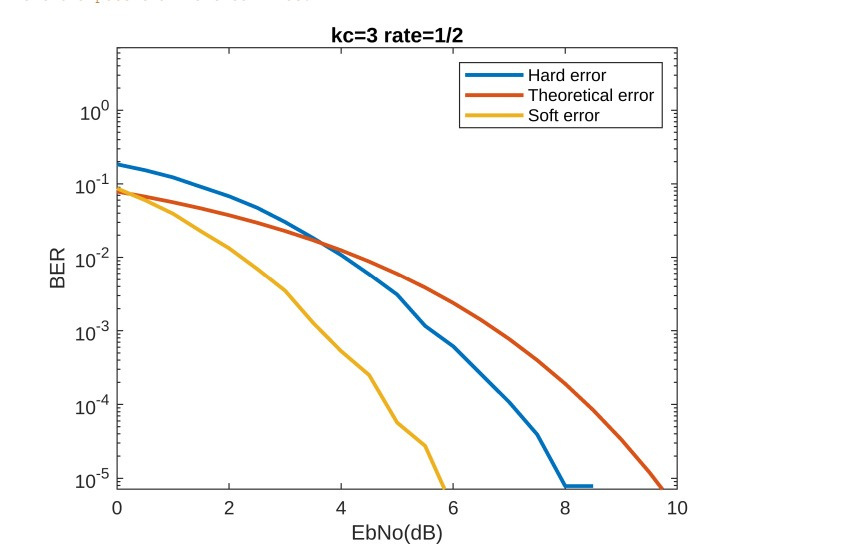 kc=3 rate=1/2
Hard error
Theoretical error
Soft error
10^0
10^-1
10^-2
10^-3
10^-4
10^-5
BER
0 2 4 6 8 10
EbNo(dB)